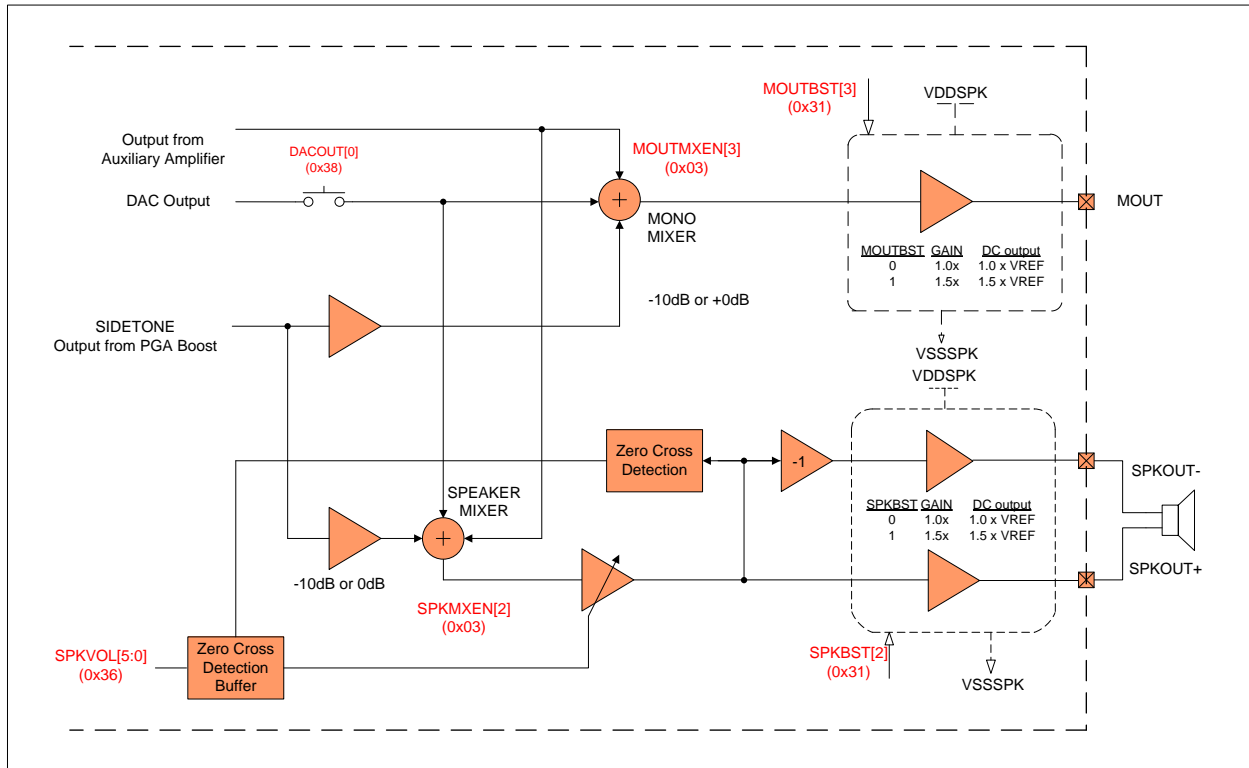 MOUTBST[3]
(0x31)
VDDSPK
Output from
Auxiliary Amplifier
DACOUT[0]
(0x38)
MOUTMXEN[3]
(0x03)
DAC Output
+
MONO
MIXER
MOUT
MOUTBST GAIN DC output
0 1.0x 1.0 x VREF
1 1.5x 1.5 x VREF
-10dB or +0dB
SIDETONE
Output from PGA Boost
VSSSPK
VDDSPK
Zero Cross
Detection
-1
SPKOUT-
SPEAKER
MIXER
+
SPKBST GAIN DC output
0 1.0x 1.0 x VREF
1 1.5x 1.5 x VREF
-10dB or 0dB
SPKOUT+
SPKMXEN[2]
(0x03)
SPKVOL[5:0]
(0x36)
Zero Cross
Detection
Buffer
SPKBST[2]
(0x31)
VSSSPK